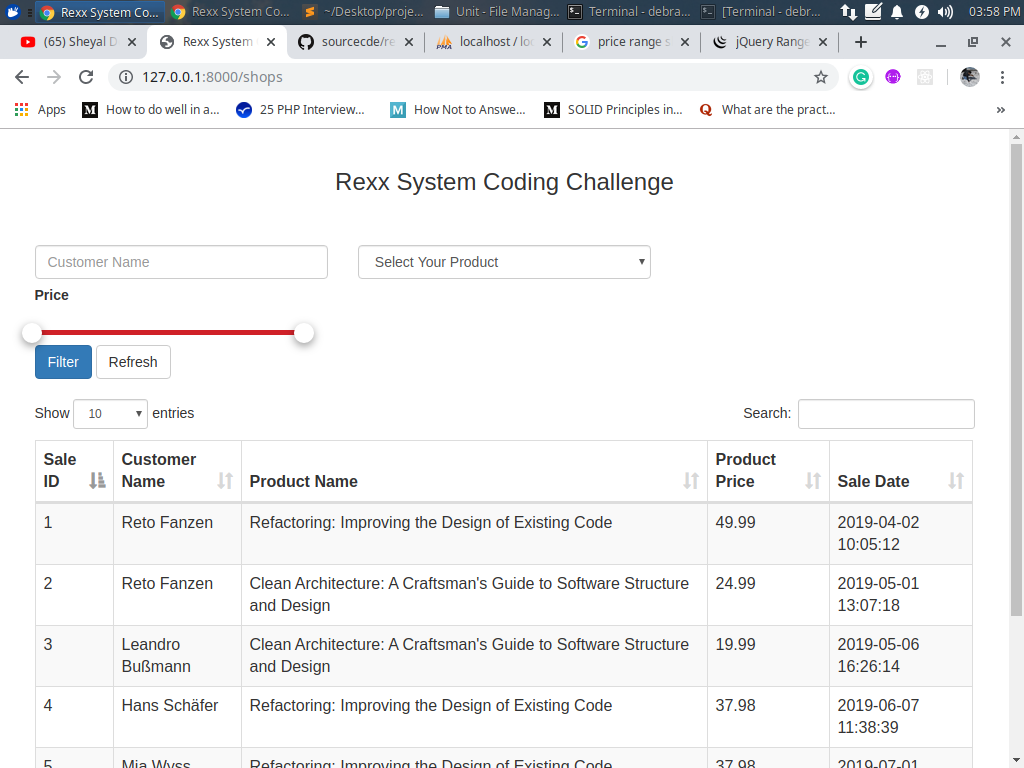 Rexx System Co...
Rexx System Co...
~/Desktop/proje...
Unit - File Manag...
Terminal - debra...
[Terminal - debr...
03:58 PM
(65) Sheyal D
Rexx System
sourcecde/re
localhost / loc
price range s
jQuery Range
127.0.0.1:8000/shops
Apps
How to do well in a...
25 PHP Interview...
How Not to Answe...
SOLID Principles in...
What are the pract...
Rexx System Coding Challenge
Customer Name
Select Your Product
Price
Filter
Refresh
Show 10 entries
Search:
Sale ID
Customer Name
Product Name
Product Price
Sale Date
1
Reto Fanzen
Refactoring: Improving the Design of Existing Code
49.99
2019-04-02
10:05:12
2
Reto Fanzen
Clean Architecture: A Craftsman's Guide to Software Structure
and Design
24.99
2019-05-01
13:07:18
3
Leandro
Bußmann
Clean Architecture: A Craftsman's Guide to Software Structure
and Design
19.99
2019-05-06
16:26:14
4
Hans Schäfer
Refactoring: Improving the Design of Existing Code
37.98
2019-06-07
11:38:39
5
Mia Wyss
Refactoring: Improving the Design of Existing Code
37.98
2019-07-01